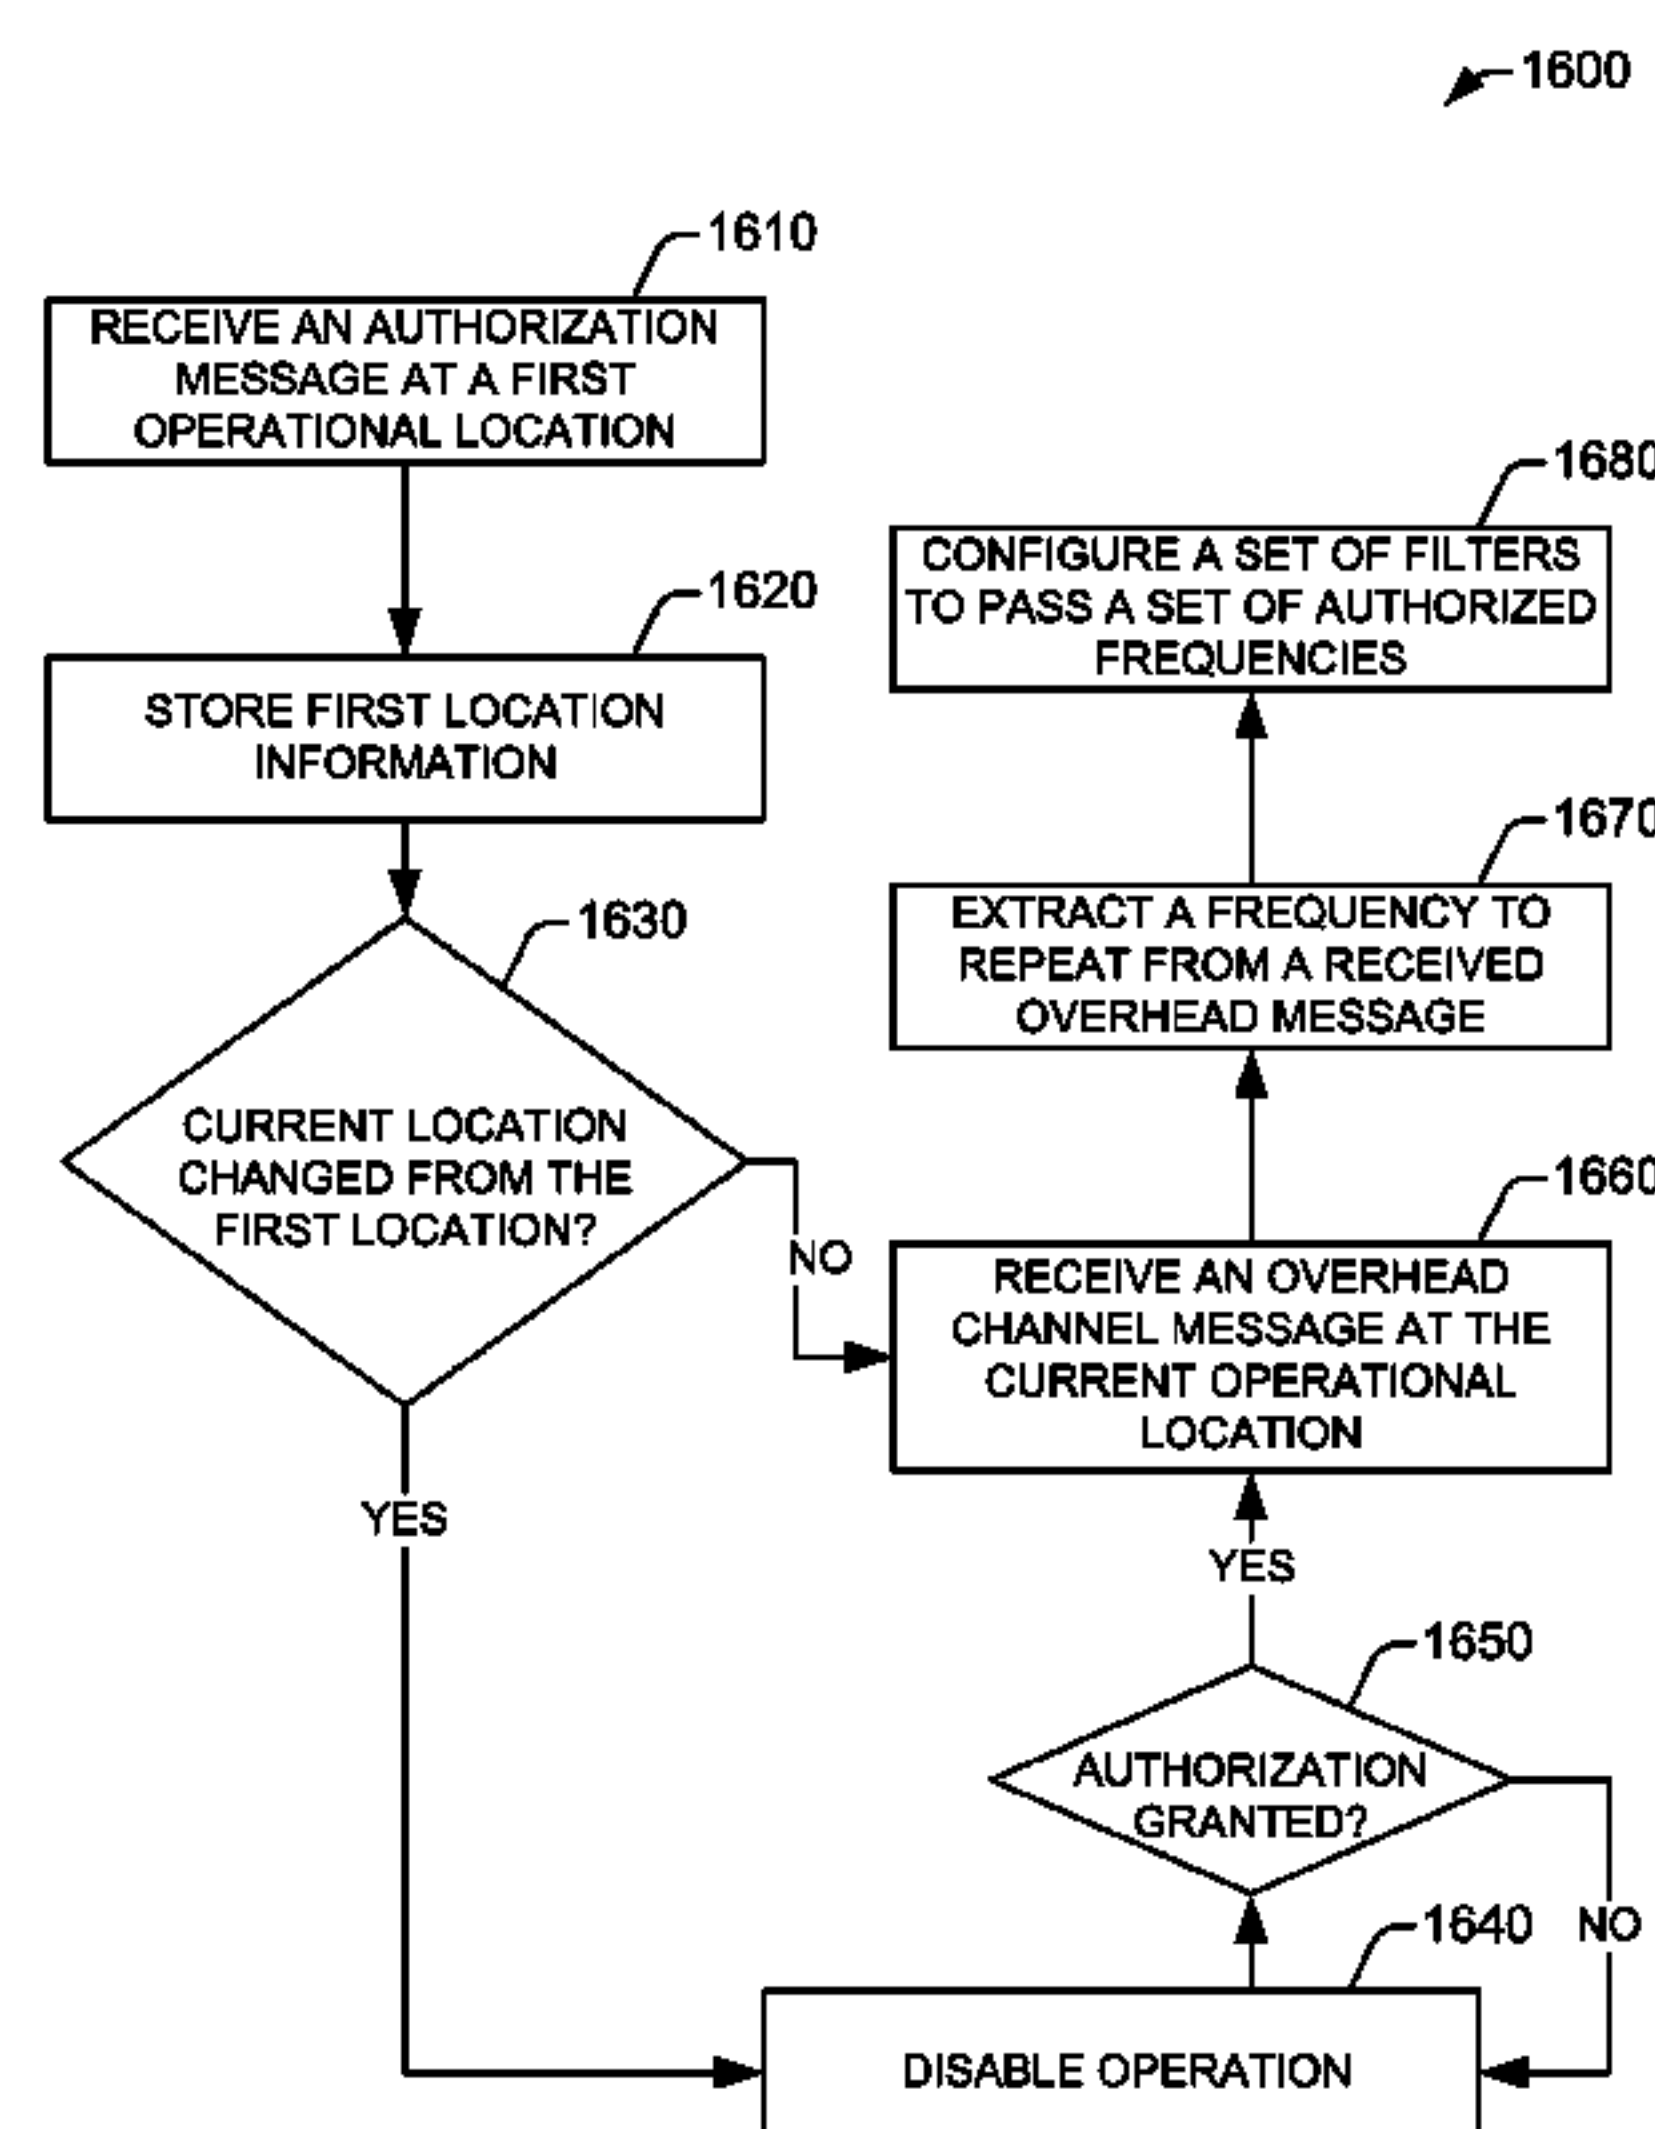 1600
1610
RECEIVE AN AUTHORIZATION
MESSAGE AT A FIRST
OPERATIONAL LOCATION
1620
STORE FIRST LOCATION
INFORMATION
1630
CURRENT LOCATION
CHANGED FROM THE
FIRST LOCATION?
NO
YES
1680
CONFIGURE A SET OF FILTERS
TO PASS A SET OF AUTHORIZED
FREQUENCIES
1670
EXTRACT A FREQUENCY TO
REPEAT FROM A RECEIVED
OVERHEAD MESSAGE
1660
RECEIVE AN OVERHEAD
CHANNEL MESSAGE AT THE
CURRENT OPERATIONAL
LOCATION
YES
1650
AUTHORIZATION
GRANTED?
1640
NO
DISABLE OPERATION